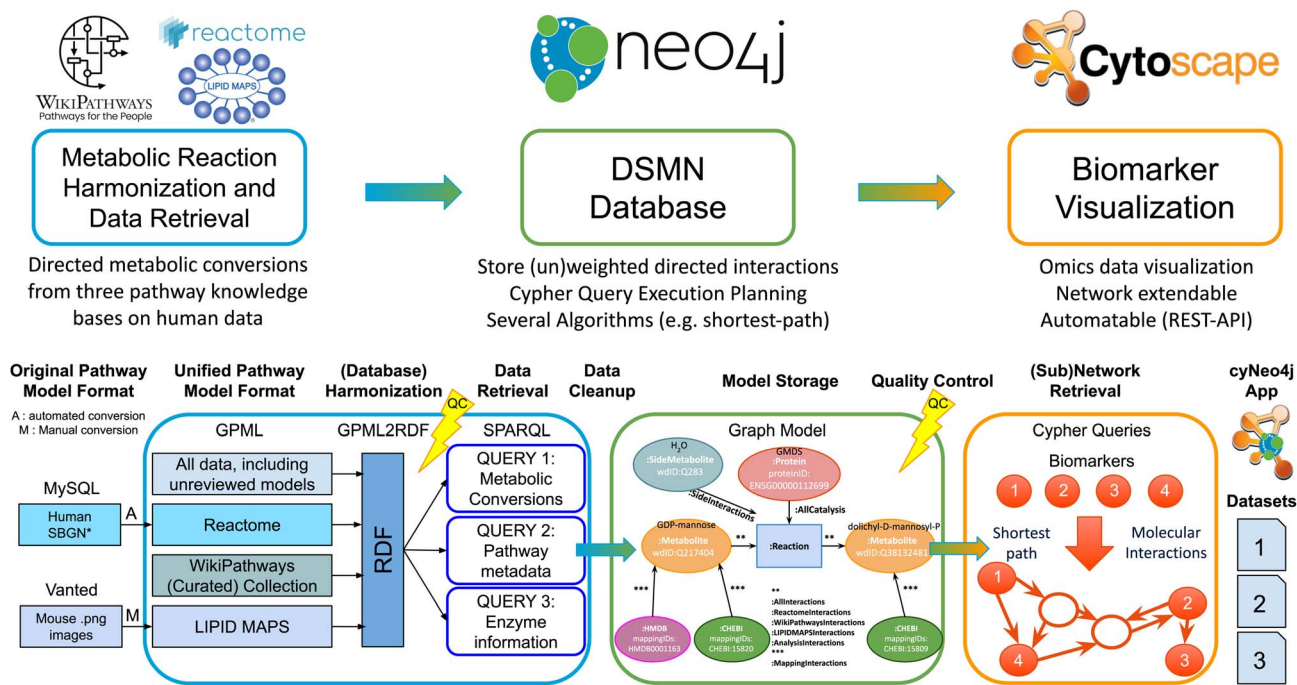 WIKIPATHWAYS
Pathways for the People
reactome
LIPID MAPS
®
neo4j
Cytoscape
Metabolic Reaction
Harmonization and
Data Retrieval
DSMN
Database
Biomarker
Visualization
Directed metabolic conversions
from three pathway knowledge
bases on human data
Store (un)weighted directed interactions
Cypher Query Execution Planning
Several Algorithms (e.g. shortest-path)
Omics data visualization
Network extendable
Automatable (REST-API)
Original Pathway
Model Format
Unified Pathway
Model Format
(Database)
Harmonization
Data
Retrieval
Data
Cleanup
Model Storage
Quality Control
(Sub)Network
Retrieval
cyNeo4j
App
A : automated conversion
M : Manual conversion
GPML
GPML2RDF
QC
SPARQL
MySQL
Human
SBGN*
A
Vanted
Mouse .png
images
M
All data, including
unreviewed models
Reactome
WikiPathways
(Curated) Collection
LIPID MAPS
RDF
QUERY 1:
Metabolic
Conversions
QUERY 2:
Pathway
metadata
QUERY 3:
Enzyme
information
Graph Model
QC
H2O
:SideMetabolite
wdID:Q283
GMDS
:Protein
proteinID:
ENSG00000112699
:SideInteractions
:AllCatalysis
GDP-mannose
:Metabolite
wdID:Q217404
**
:Reaction
**
dolichyl-D-mannosyl-P
:Metabolite
wdID:Q38132481
***
***
***
:HMDB
mappingIDs:
HMDB0001163
:CHEBI
mappingIDs:
CHEBI:15820
**
:AllInteractions
:ReactomeInteractions
:WikiPathwaysInteractions
:LIPIDMAPSInteractions
:AnalysisInteractions
***
:MappingInteractions
:CHEBI
mappingIDs:
CHEBI:15809
Cypher Queries
Biomarkers
1 2 3 4
Shortest
path
Molecular
Interactions
1
2
4
3
Datasets
1
2
3